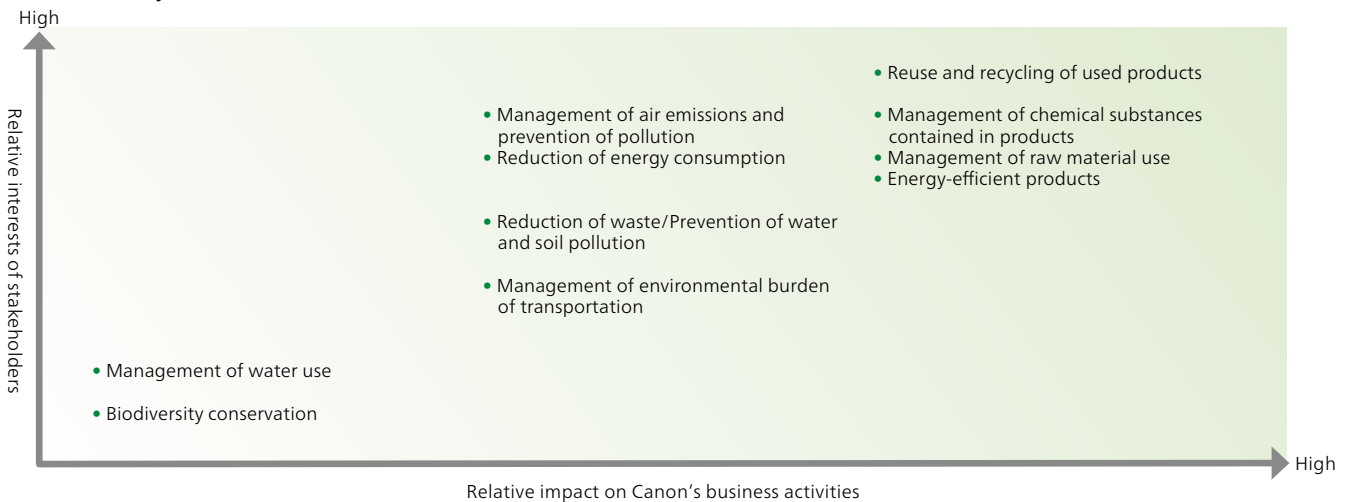 High
Relative interests of stakeholders
• Reuse and recycling of used products
• Management of air emissions and
prevention of pollution
• Reduction of energy consumption
• Management of chemical substances
contained in products
• Management of raw material use
• Energy-efficient products
• Reduction of waste/Prevention of water
and soil pollution
• Management of environmental burden
of transportation
• Management of water use
• Biodiversity conservation
High
Relative impact on Canon’s business activities